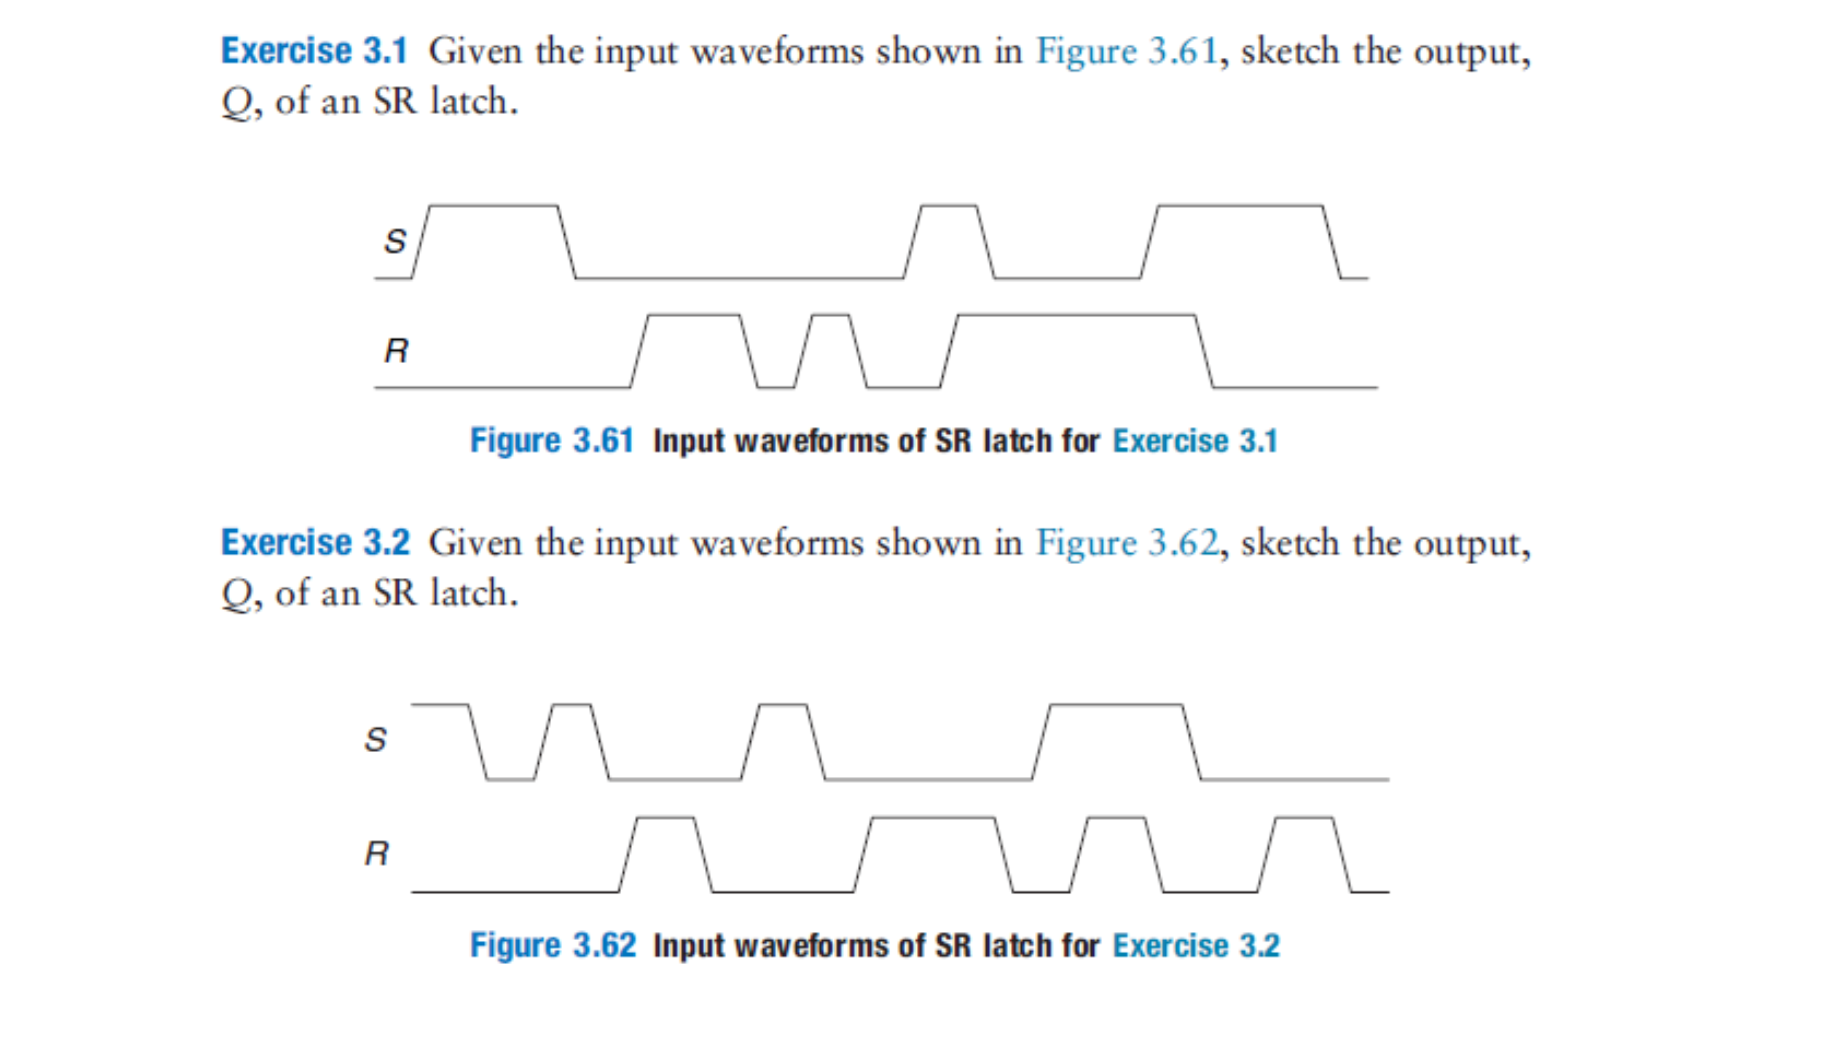 Exercise 3.1 Given the input waveforms shown in Figure 3.61, sketch the output,
Q, of an SR latch.
S
R
Figure 3.61 Input waveforms of SR latch for Exercise 3.1
Exercise 3.2 Given the input waveforms shown in Figure 3.62, sketch the output,
Q, of an SR latch.
S
R
Figure 3.62 Input waveforms of SR latch for Exercise 3.2